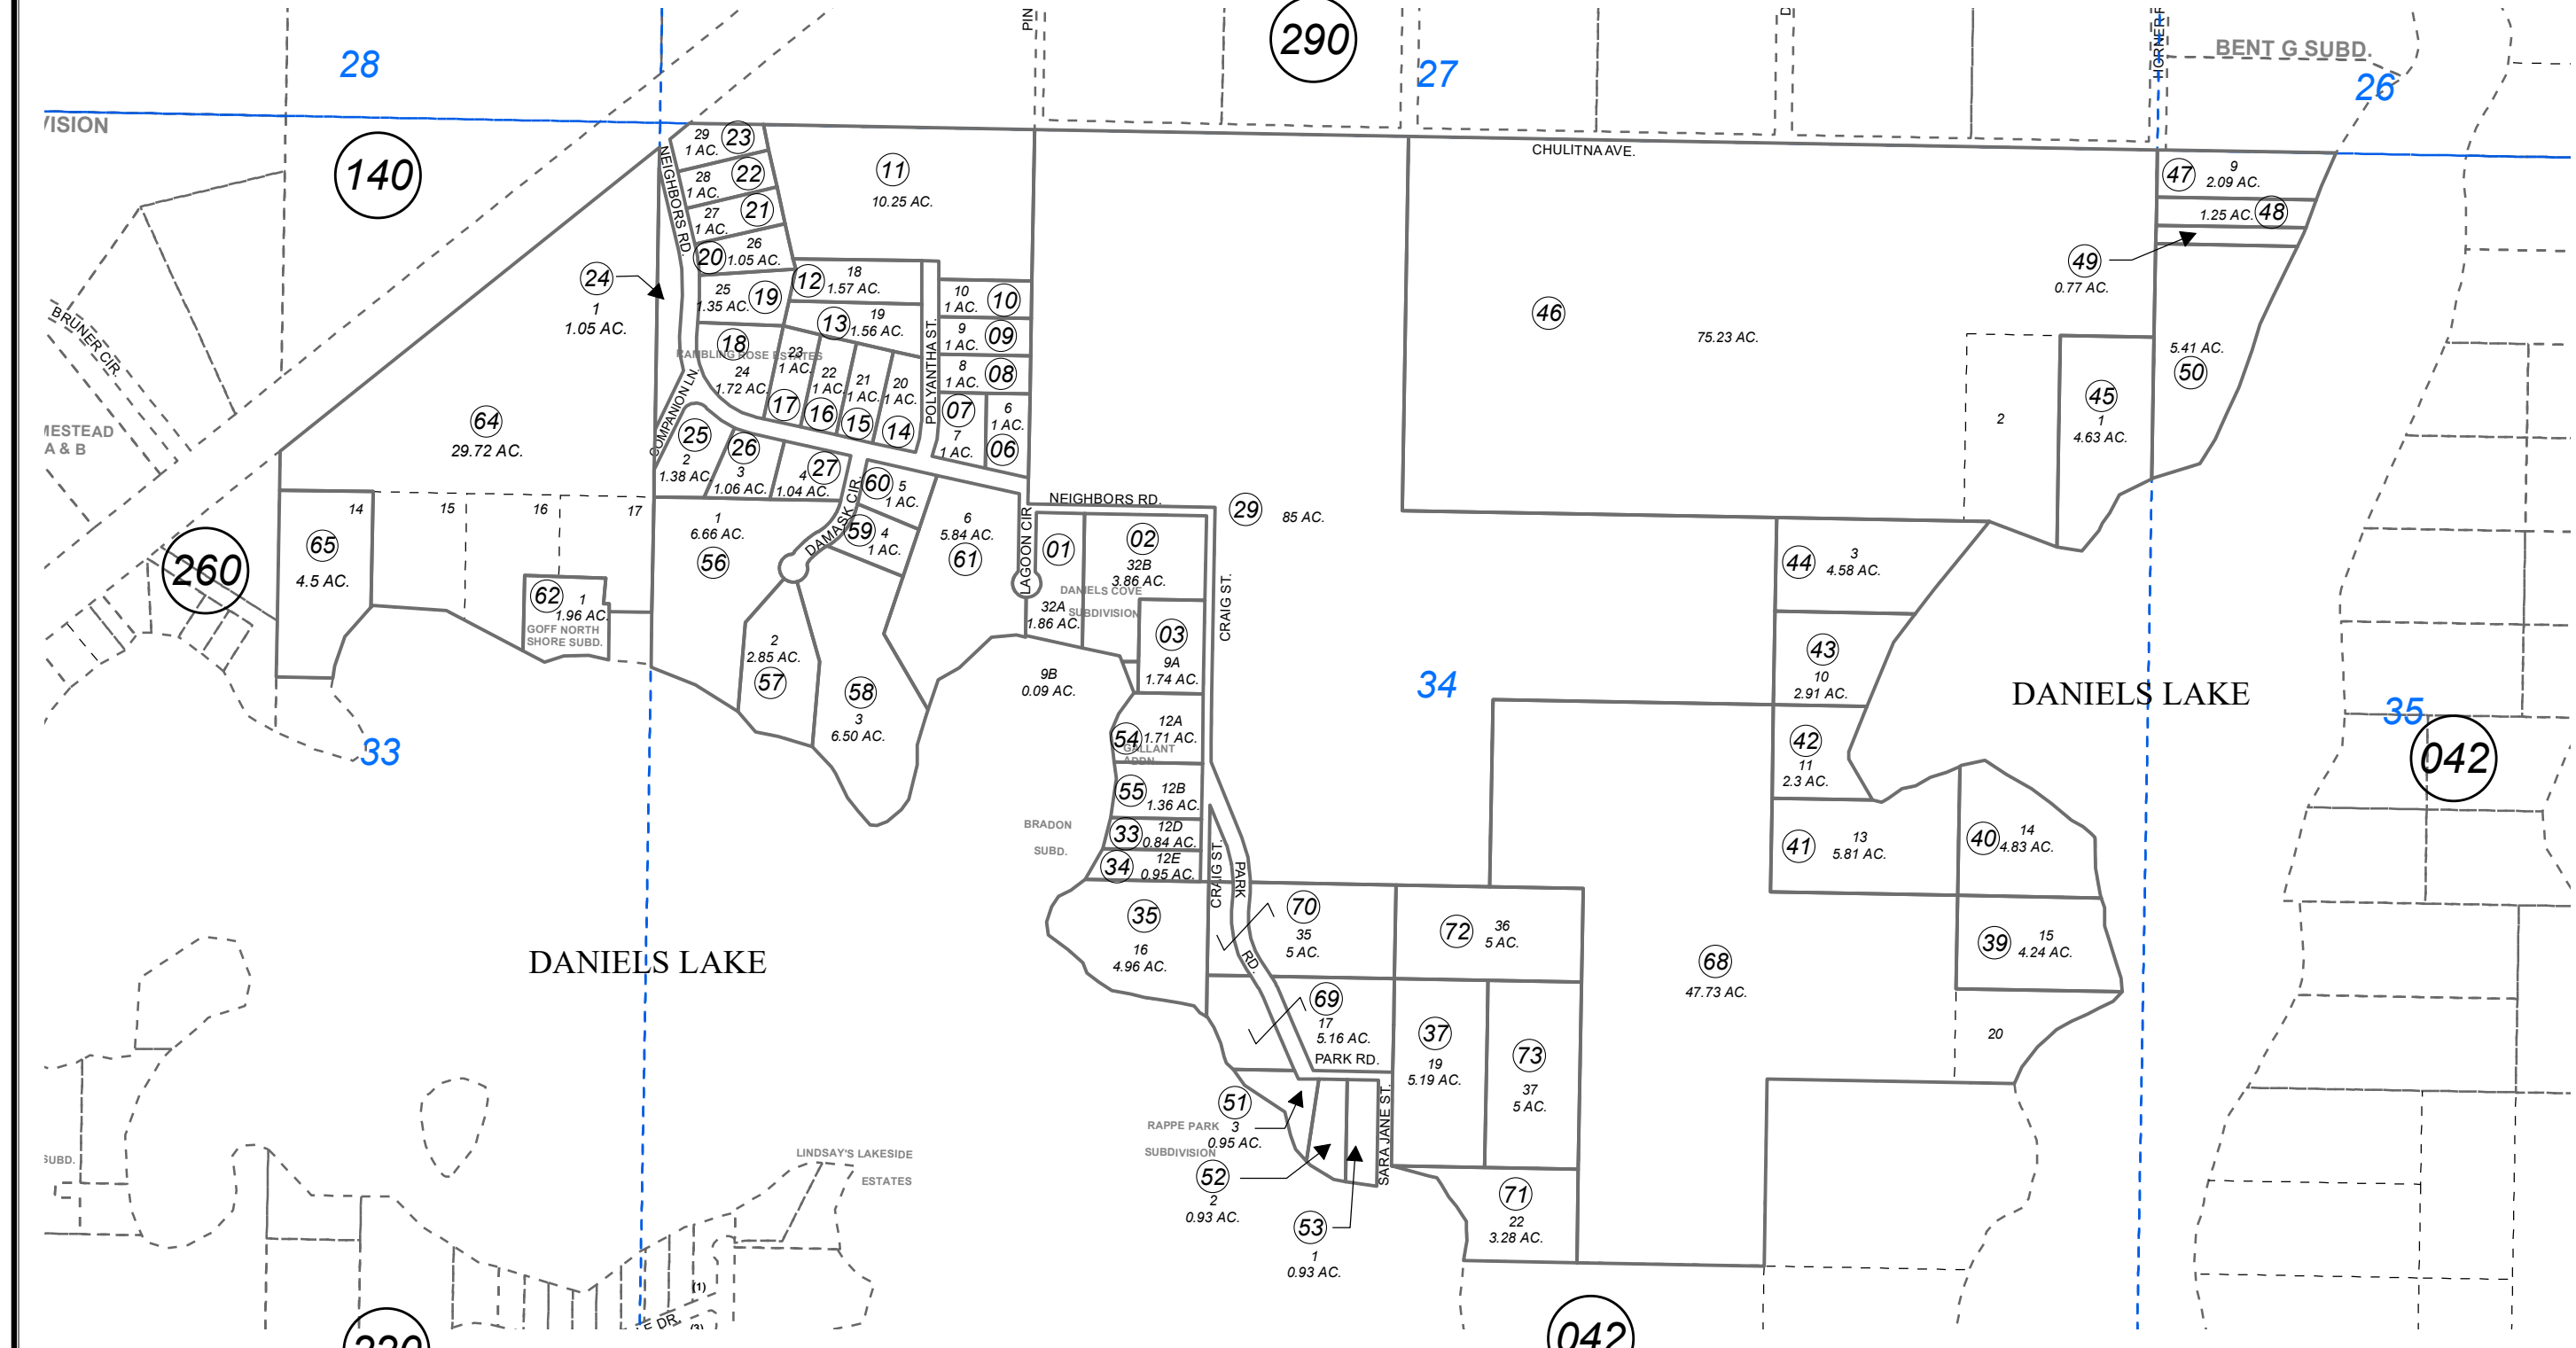 28
290
27
BENT G SUBD.
26
PIN
HORNER
VISION
140
29
1 AC.
23
28
1 AC.
22
27
1 AC.
21
20
26
1.05 AC.
NEIGHBORS RD.
11
10.25 AC.
CHULITNA AVE.
47
9
2.09 AC.
1.25 AC.
48
49
0.77 AC.
24
1
1.05 AC.
25
1.35 AC.
19
12
18
1.57 AC.
13
19
1.56 AC.
10
1 AC.
10
9
1 AC.
09
8
1 AC.
08
07
7
1 AC.
6
1 AC.
06
POLYANTHA ST.
BRUNER CIR.
46
75.23 AC.
5.41 AC.
50
45
1
4.63 AC.
2
18
RAMBLING ROSE ESTATES
24
1.72 AC.
23
1 AC.
17
22
1 AC.
16
21
1 AC.
15
20
1 AC.
14
COMPANION LN.
64
29.72 AC.
MESTEAD
A & B
25
2
1.38 AC.
26
3
1.06 AC.
27
4
1.04 AC.
60
5
1 AC.
59
4
1 AC.
DAMASK CIR.
NEIGHBORS RD.
29
85 AC.
14
15
16
17
65
4.5 AC.
260
62
1
1.96 AC.
GOFF NORTH
SHORE SUBD.
1
6.66 AC.
56
6
5.84 AC.
61
LAGOON CIR.
01
32A
1.86 AC.
02
32B
3.86 AC.
DANIELS COVE
SUBDIVISION
03
9A
1.74 AC.
CRAIG ST.
44
3
4.58 AC.
43
10
2.91 AC.
2
2.85 AC.
57
58
3
6.50 AC.
9B
0.09 AC.
34
DANIELS LAKE
35
042
33
12A
54
1.71 AC.
GALLANT
ADDN.
42
11
2.3 AC.
55
12B
1.36 AC.
BRADON
SUBD.
33
12D
0.84 AC.
34
12E
0.95 AC.
CRAIG ST.
PARK
RD.
41
13
5.81 AC.
40
14
4.83 AC.
35
16
4.96 AC.
70
35
5 AC.
72
36
5 AC.
39
15
4.24 AC.
DANIELS LAKE
68
47.73 AC.
69
17
5.16 AC.
PARK RD.
37
19
5.19 AC.
73
37
5 AC.
20
SARA JANE ST.
51
3
0.95 AC.
RAPPE PARK
SUBDIVISION
52
2
0.93 AC.
53
1
0.93 AC.
71
22
3.28 AC.
SUBD.
LINDSAY'S LAKESIDE
ESTATES
(1)
(3)
E DR.
042